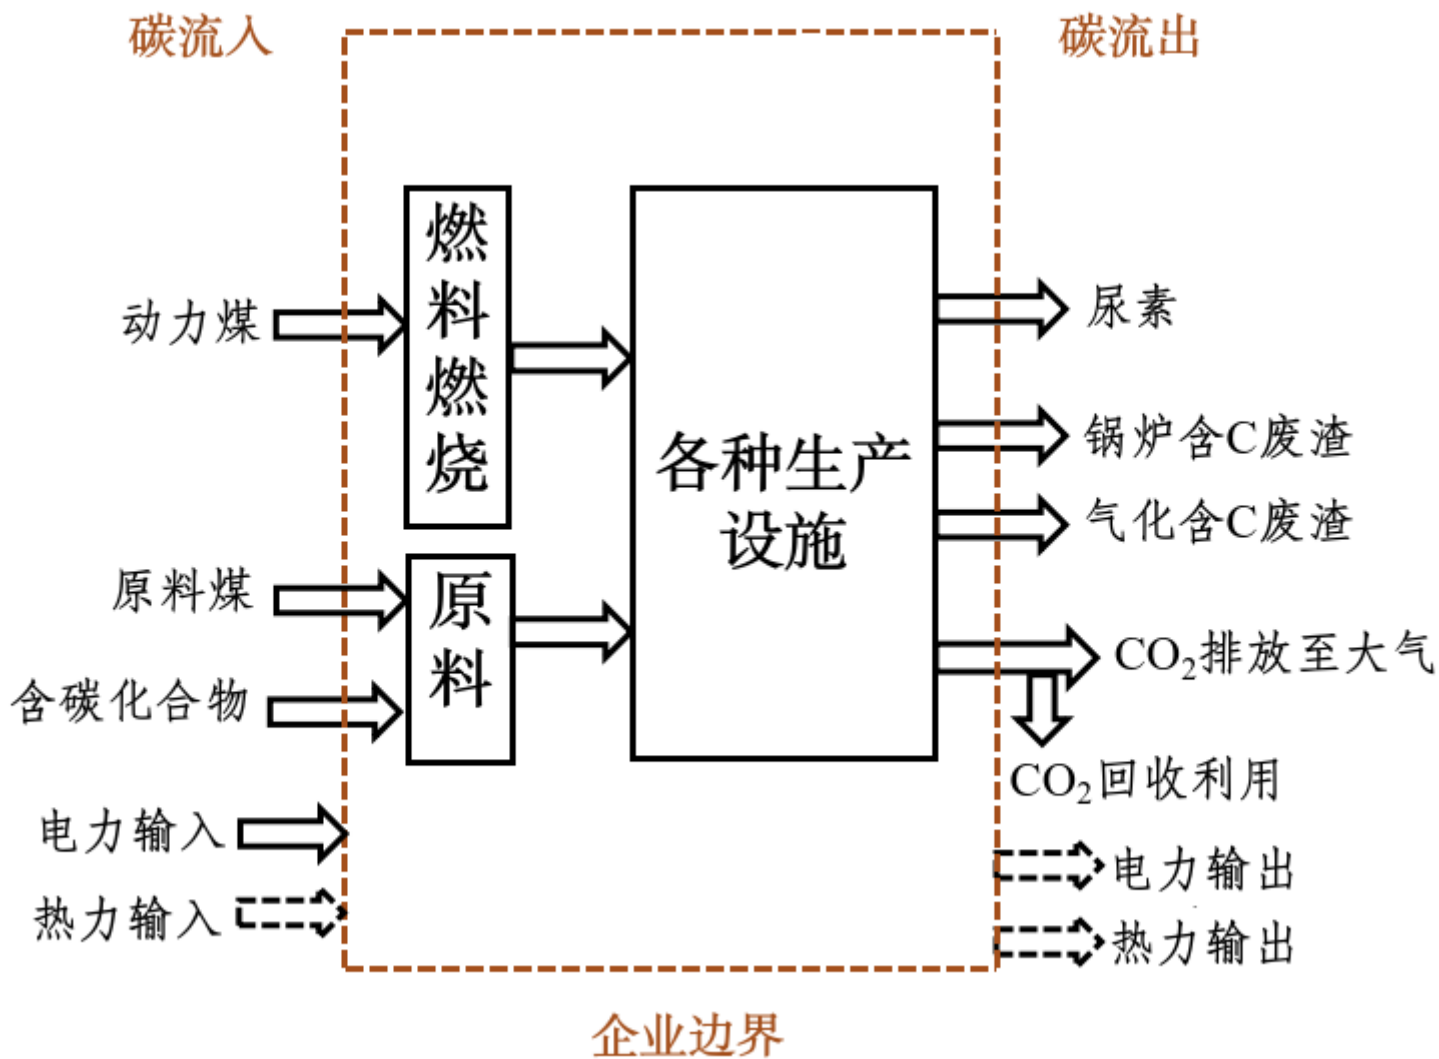 碳流入
碳流出
燃料燃烧
动力煤
尿素
各种生产
设施
锅炉含C废渣
气化含C废渣
原料煤
原料
含碳化合物
CO₂排放至大气
CO₂回收利用
电力输入
电力输出
热力输入
热力输出
企业边界